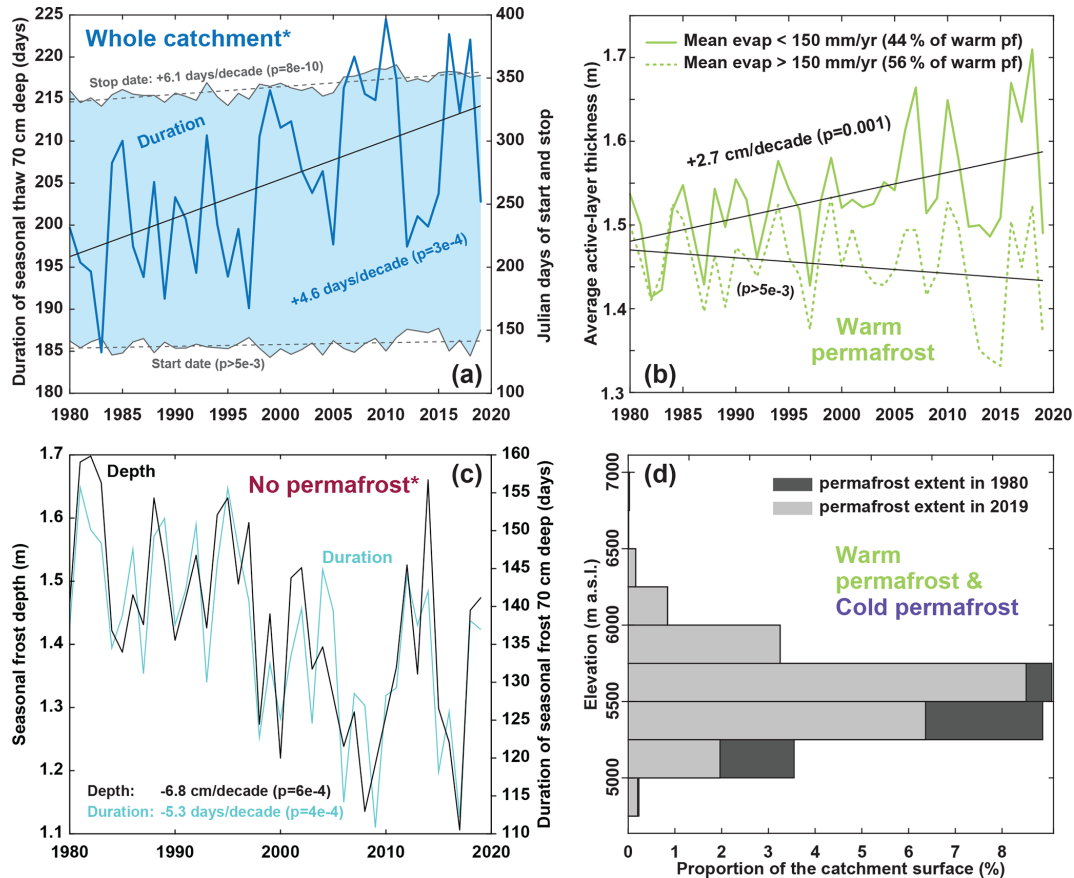 Duration of seasonal thaw 70 cm deep (days)
225
220
215
210
205
200
195
190
185
180
400
350
300
250
200
150
100
Julian days of start and stop
Whole catchment*
Stop date: +6.1 days/decade (p=8e-10)
Duration
+4.6 days/decade (p=3e-4)
Start date (p>5e-3)
(a)
1980 1985 1990 1995 2000 2005 2010 2015 2020
Average active-layer thickness (m)
1.7
1.6
1.5
1.4
1.3
Mean evap < 150 mm/yr (44 % of warm pf)
Mean evap > 150 mm/yr (56 % of warm pf)
+2.7 cm/decade (p=0.001)
(p>5e-3)
Warm
permafrost
(b)
1980 1985 1990 1995 2000 2005 2010 2015 2020
Seasonal frost depth (m)
1.7
1.6
1.5
1.4
1.3
1.2
1.1
160
155
150
145
140
135
130
125
120
115
110
Duration of seasonal frost 70 cm deep (days)
Depth
No permafrost*
(c)
Duration
Depth: -6.8 cm/decade (p=6e-4)
Duration: -5.3 days/decade (p=4e-4)
1980 1985 1990 1995 2000 2005 2010 2015 2020
Elevation (m a.s.l.)
7000
6500
6000
5500
5000
(d)
permafrost extent in 1980
permafrost extent in 2019
Warm
permafrost &
Cold permafrost
0 1 2 3 4 5 6 7 8
Proportion of the catchment surface (%)